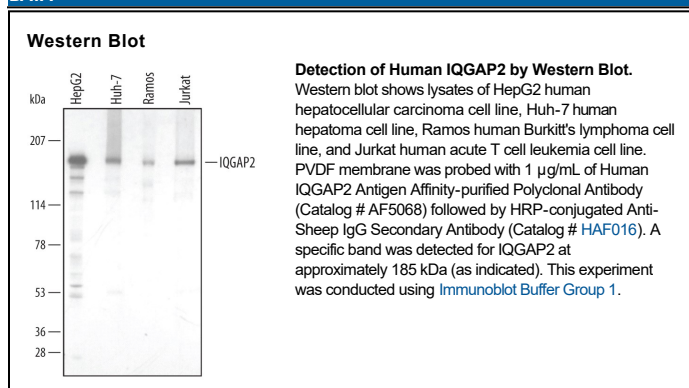 Western Blot
HepG2
Huh-7
Ramos
Jurkat
kDa
207
114
78
53
36
28
IQGAP2
Detection of Human IQGAP2 by Western Blot.
Western blot shows lysates of HepG2 human
hepatocellular carcinoma cell line, Huh-7 human
hepatoma cell line, Ramos human Burkitt's lymphoma cell
line, and Jurkat human acute T cell leukemia cell line.
PVDF membrane was probed with 1 µg/mL of Human
IQGAP2 Antigen Affinity-purified Polyclonal Antibody
(Catalog # AF5068) followed by HRP-conjugated Anti-
Sheep IgG Secondary Antibody (Catalog # HAF016). A
specific band was detected for IQGAP2 at
approximately 185 kDa (as indicated). This experiment
was conducted using Immunoblot Buffer Group 1.